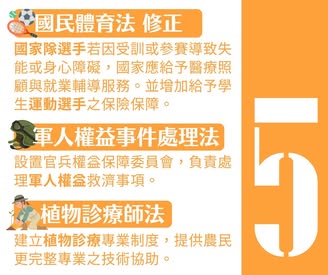 國民體育法 修正
國家隊選手若因受訓或參賽導致失
能或身心障礙，國家應給予醫療照
顧與就業輔導服務。並增加給予學
生運動選手之保險保障。
軍人權益事件處理法
設置官兵權益保障委員會，負責處
理軍人權益救濟事項。
植物診療師法
建立植物診療專業制度，提供農民
更完整專業之技術協助。
5